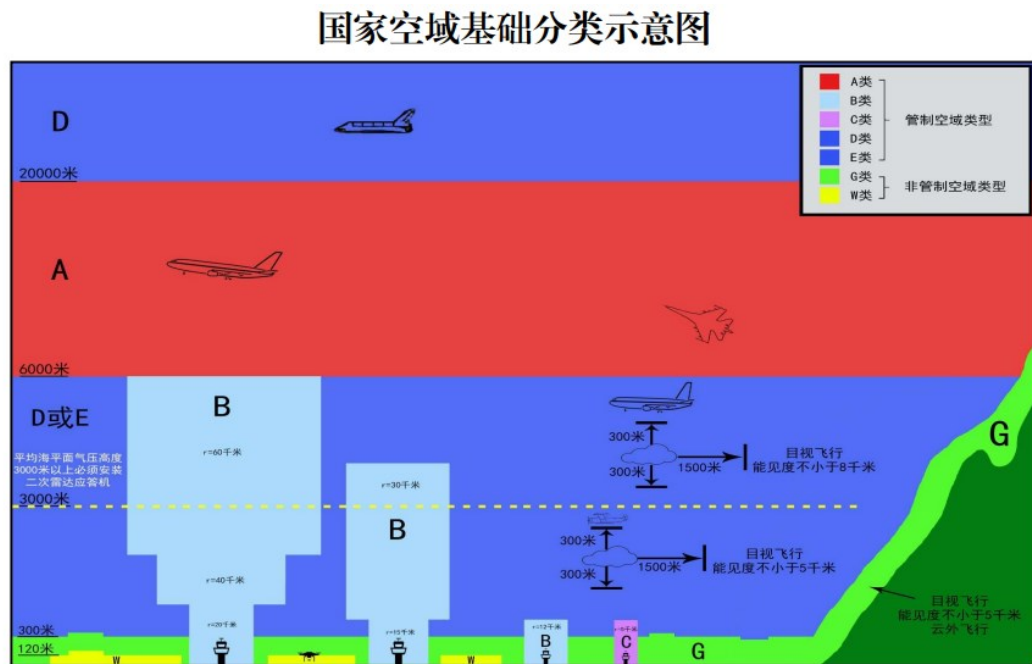 国家空域基础分类示意图
A类
B类
C类
D类
E类
G类
W类
管制空域类型
非管制空域类型
D
20000米
A
6000米
D或E
平均海平面气压高度
3000米以上必须安装
二次雷达应答机
3000米
B
r=60千米
r=40千米
r=20千米
r=30千米
B
r=15千米
300米
300米
1500米
目视飞行
能见度不小于8千米
300米
300米
1500米
目视飞行
能见度不小于5千米
G
目视飞行
能见度不小于5千米
云外飞行
300米
120米
W
W
r=12千米
B
C
G